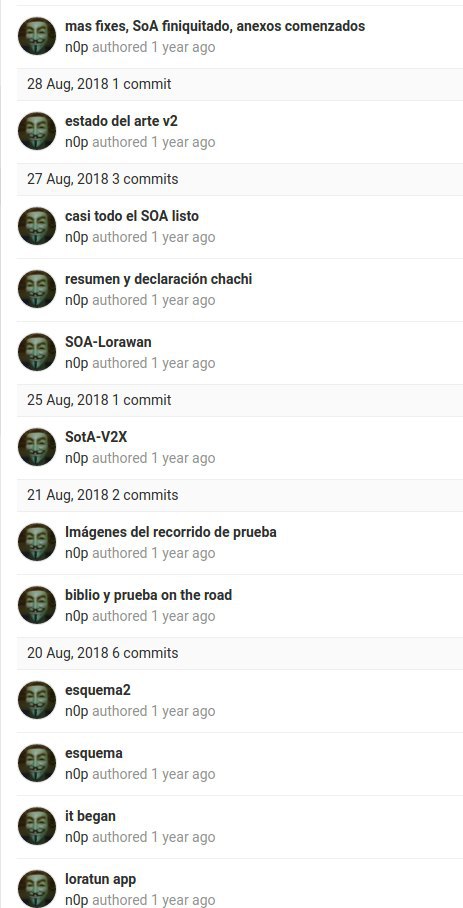 mas fixes, SoA finiquitado, anexos comenzados
n0p authored 1 year ago
28 Aug, 2018 1 commit
estado del arte v2
n0p authored 1 year ago
27 Aug, 2018 3 commits
casi todo el SOA listo
n0p authored 1 year ago
resumen y declaración chachi
n0p authored 1 year ago
SOA-Lorawan
n0p authored 1 year ago
25 Aug, 2018 1 commit
SotA-V2X
n0p authored 1 year ago
21 Aug, 2018 2 commits
Imágenes del recorrido de prueba
n0p authored 1 year ago
biblio y prueba on the road
n0p authored 1 year ago
20 Aug, 2018 6 commits
esquema2
n0p authored 1 year ago
esquema
n0p authored 1 year ago
it began
n0p authored 1 year ago
loratun app
n0p authored 1 year ago